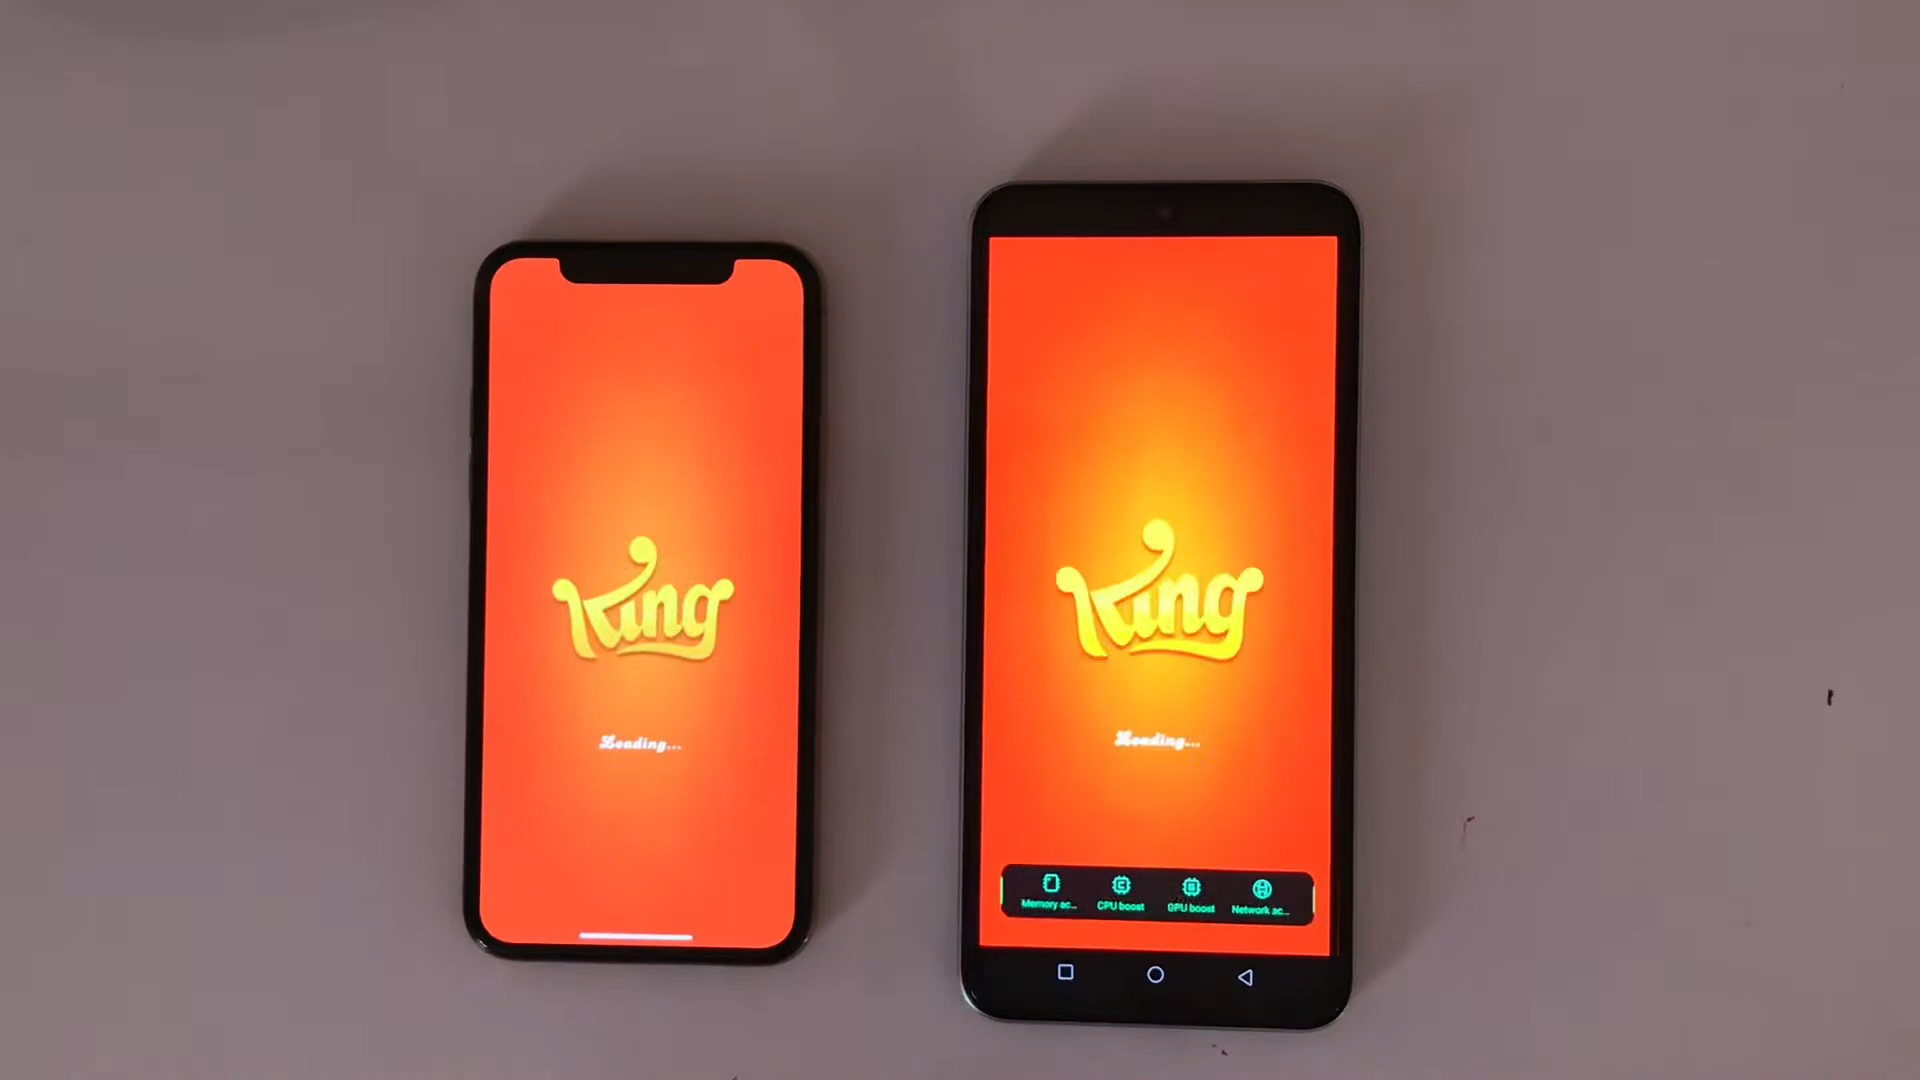 King
Loading...
King
Loading...
Memory ac...
CPU boost
GPU boost
Network ac...